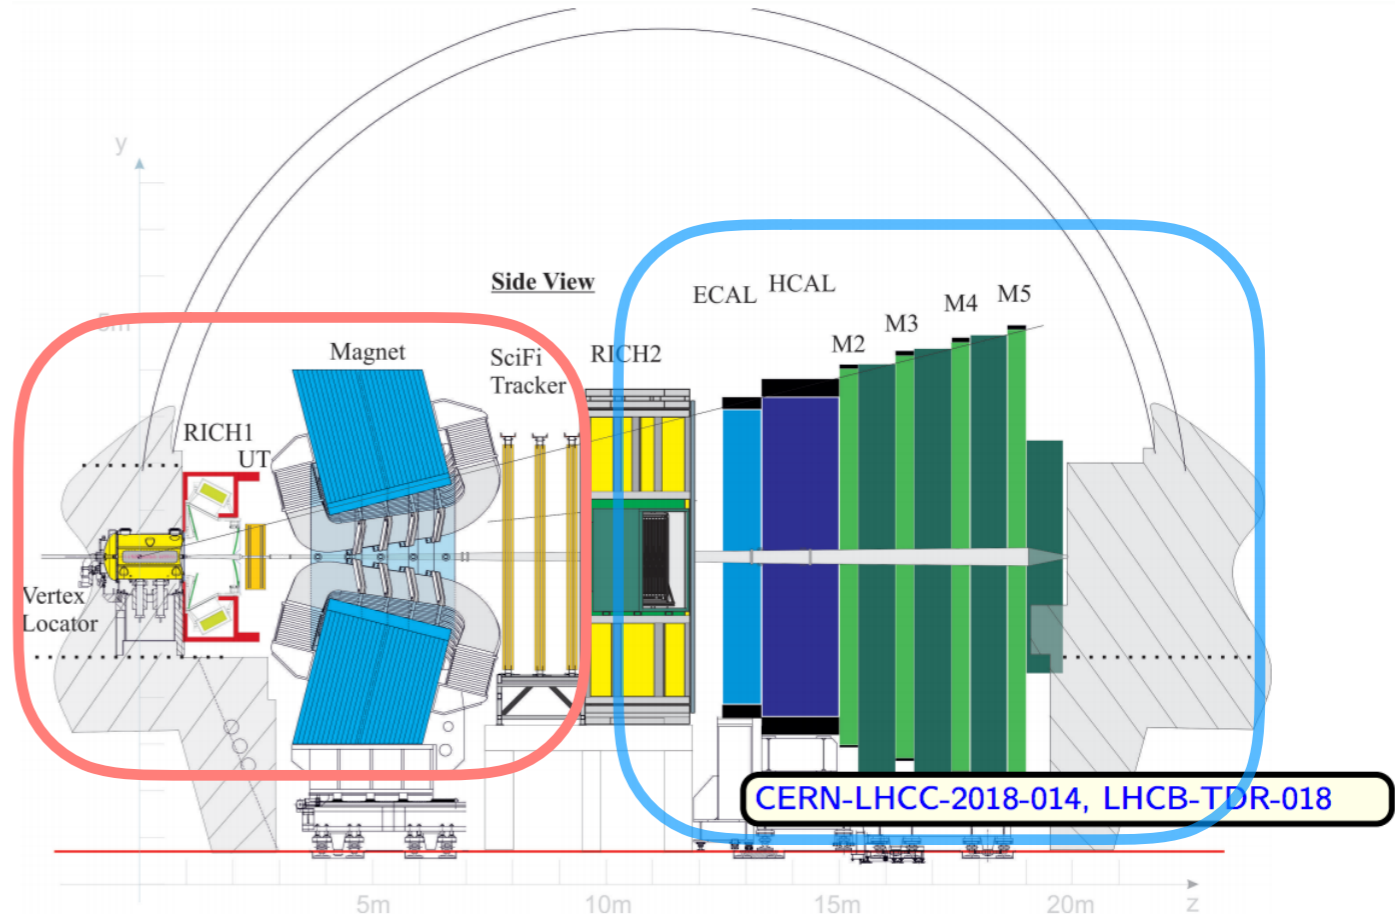 y
5m
Side View
ECAL
HCAL
M2
M3
M4
M5
Magnet
SciFi
Tracker
RICH2
RICH1
UT
Vertex
Locator
CERN-LHCC-2018-014, LHCB-TDR-018
5m
10m
15m
20m
z